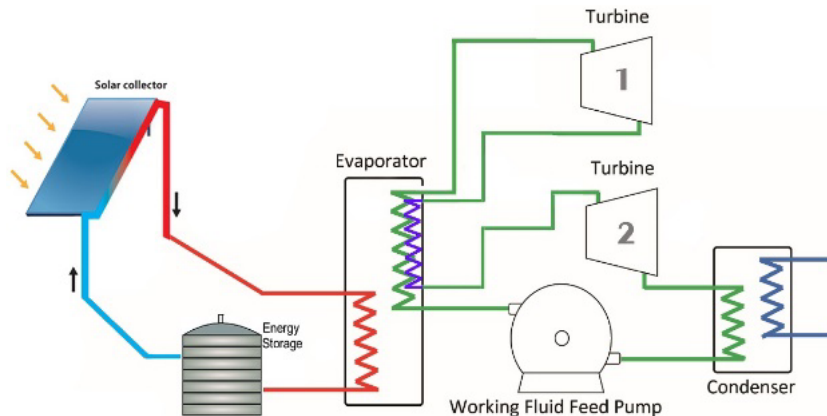 Turbine
Solar collector
1
Evaporator
Turbine
2
Energy
Storage
Working Fluid Feed Pump
Condenser